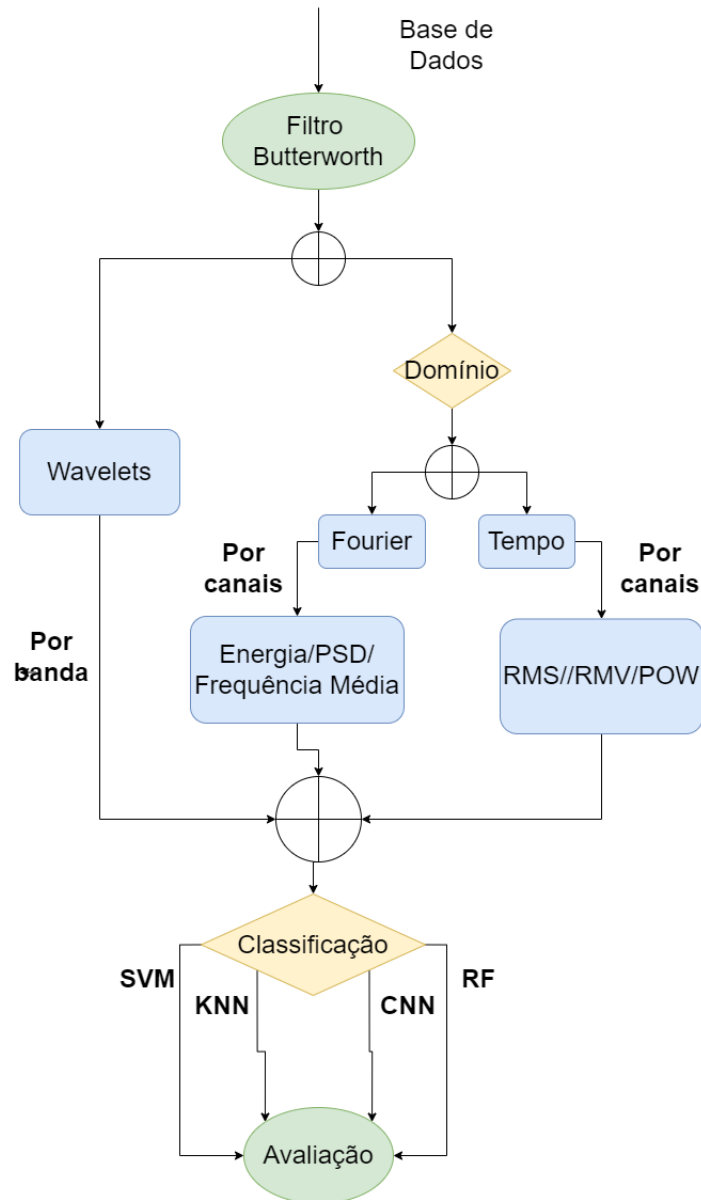 Base de
Dados
Filtro
Butterworth
Domínio
Wavelets
Fourier
Tempo
Por
canais
Por
canais
Por
banda
Energia/PSD/
Frequência Média
RMS//RMV/POW
Classificação
SVM
RF
KNN
CNN
Avaliação